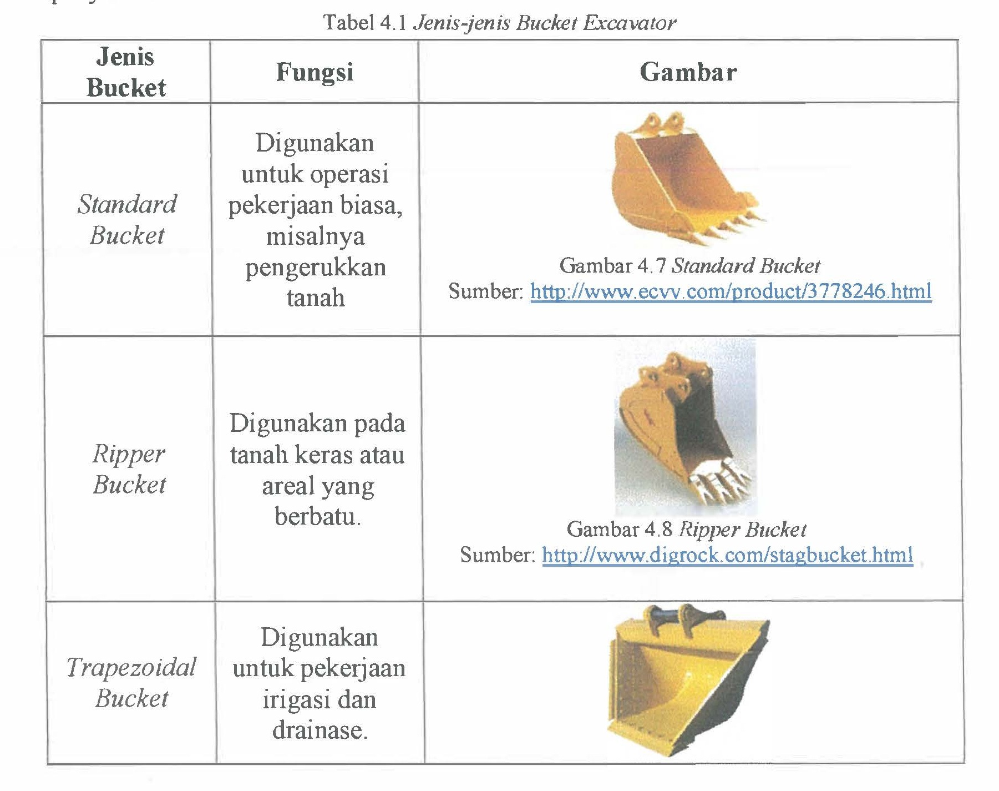 Tabel 4.1 Jenis-jenis Bucket Excavator
Jenis
Bucket
Fungsi
Gambar
Standard
Bucket
Digunakan
untuk operasi
pekerjaan biasa,
misalnya
pengerukkan
tanah
Gambar 4.7 Standard Bucket
Sumber: http://www.ecvv.com/product/3778246.html
Ripper
Bucket
Digunakan pada
tanah keras atau
areal yang
berbatu.
Gambar 4.8 Ripper Bucket
Sumber: http://www.digrock.com/stagbucket.html
Trapezoidal
Bucket
Digunakan
untuk pekerjaan
irigasi dan
drainase.